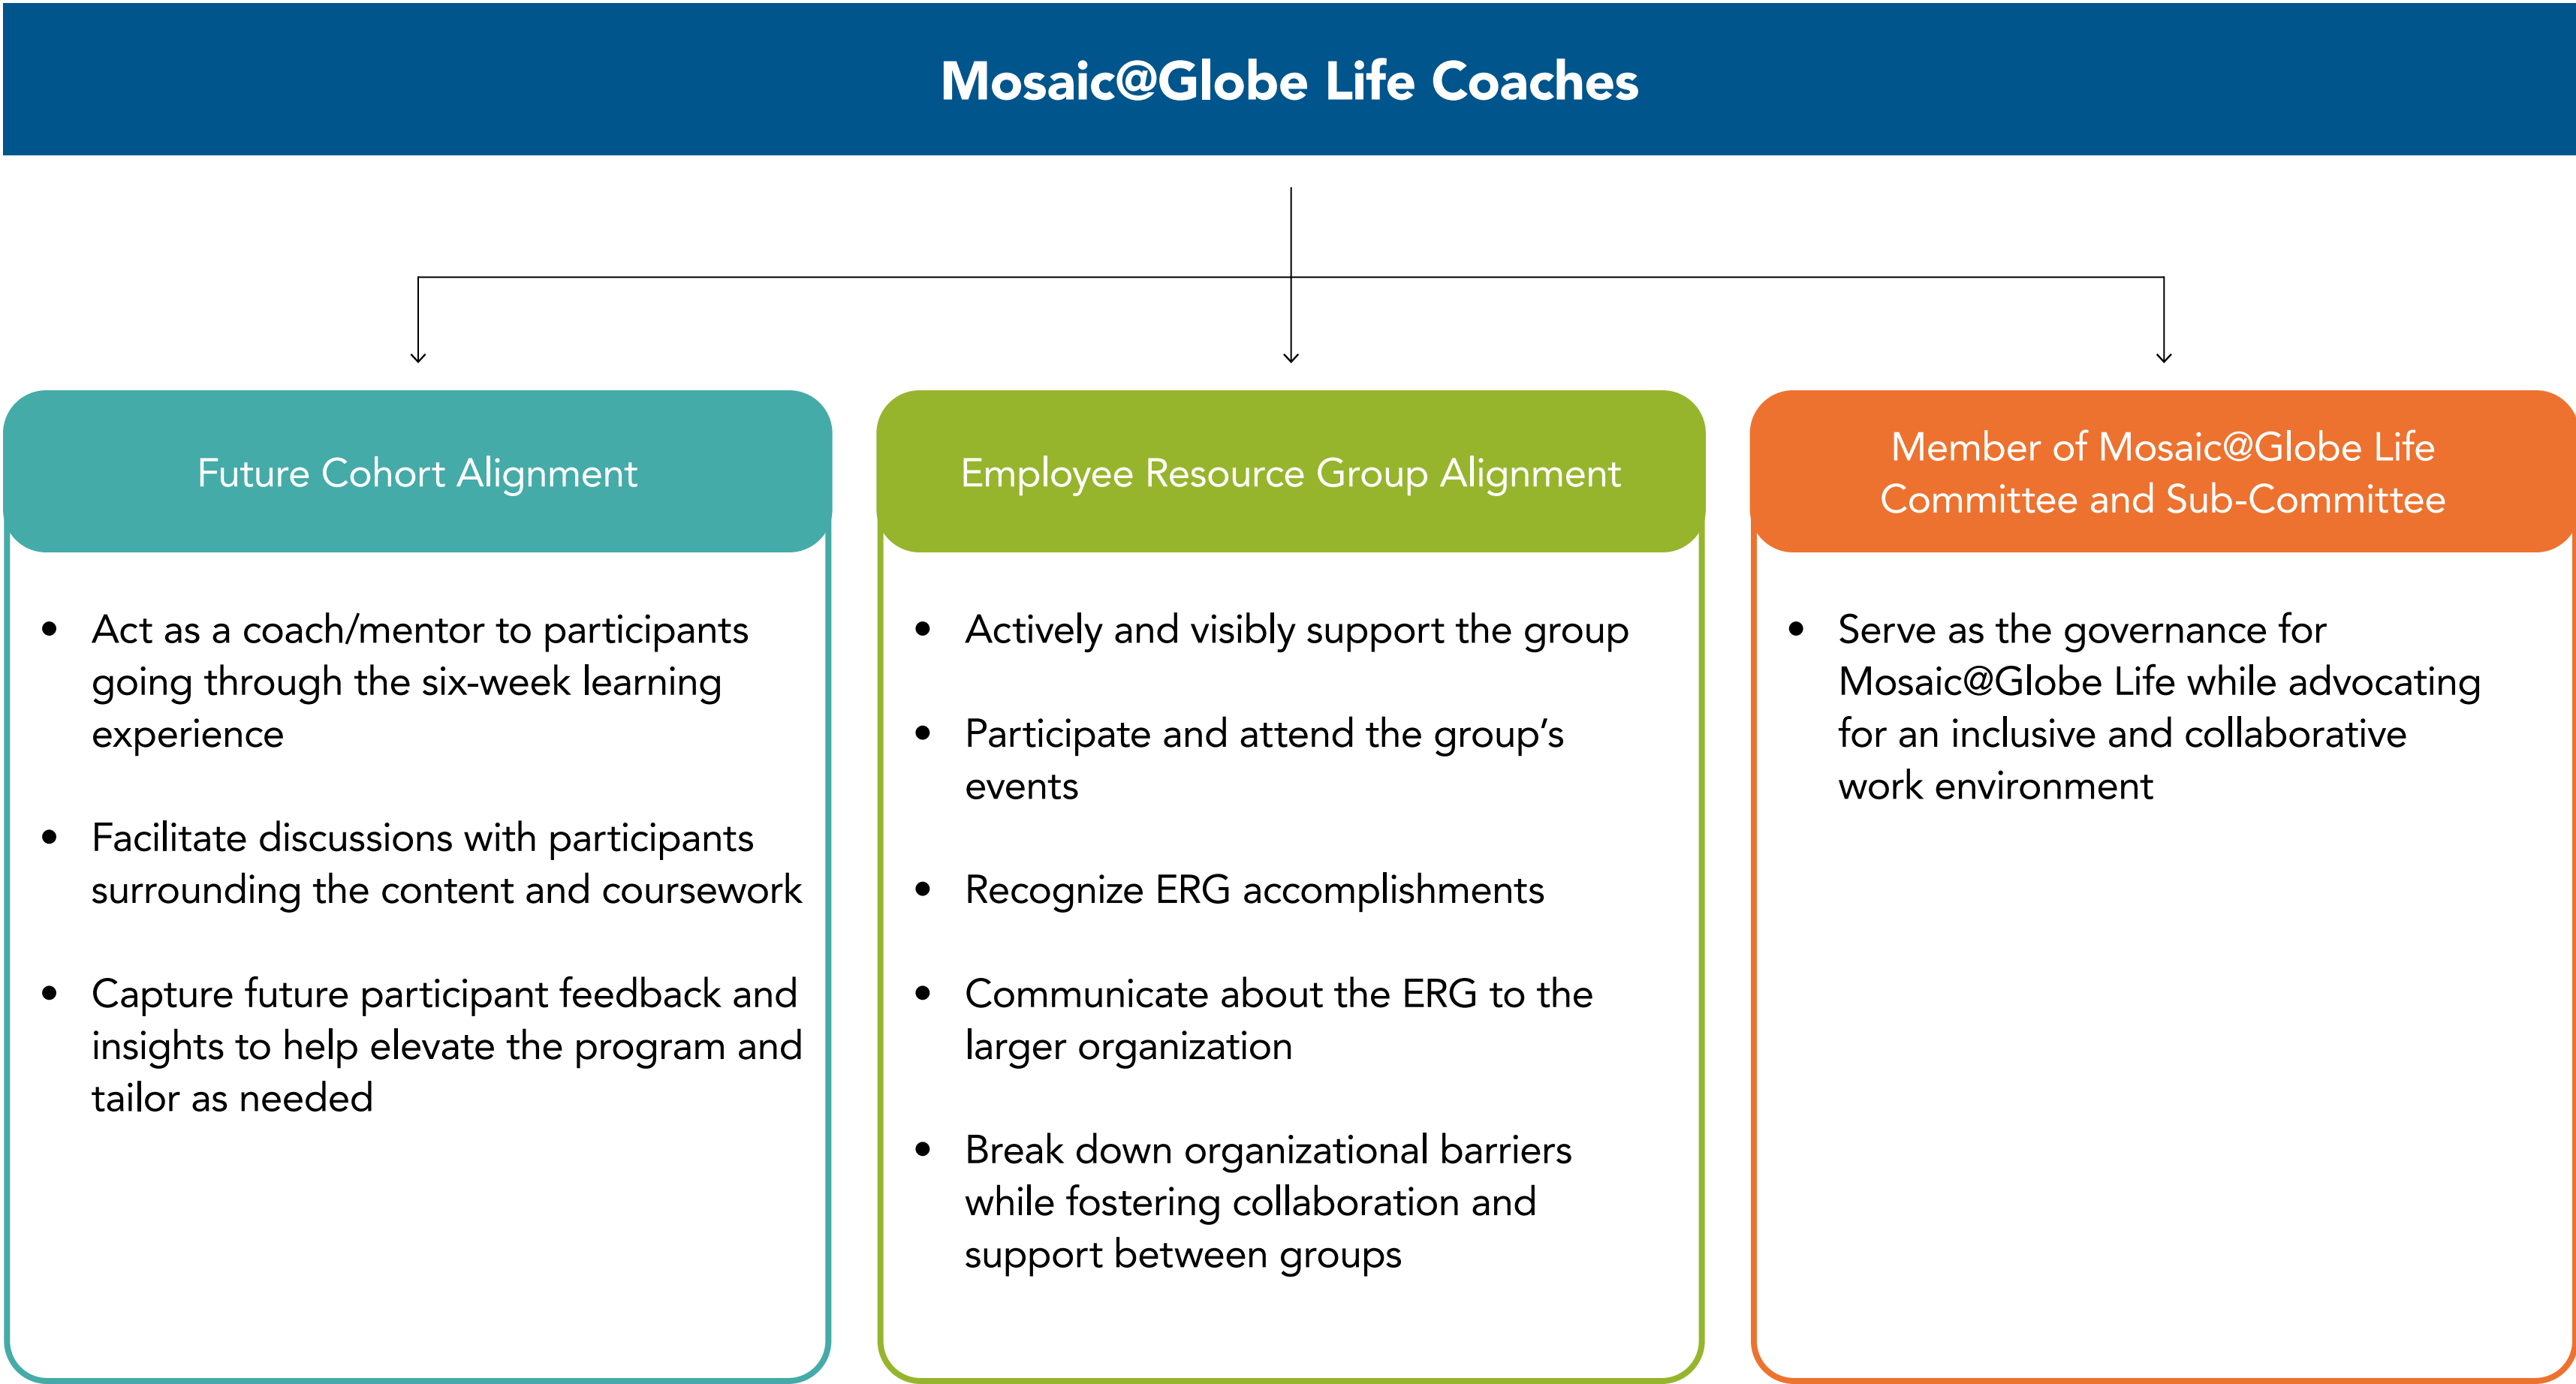 Mosaic@Globe Life Coaches
Future Cohort Alignment
• Act as a coach/mentor to participants
going through the six-week learning
experience
• Facilitate discussions with participants
surrounding the content and coursework
• Capture future participant feedback and
insights to help elevate the program and
tailor as needed
Employee Resource Group Alignment
• Actively and visibly support the group
• Participate and attend the group’s
events
• Recognize ERG accomplishments
• Communicate about the ERG to the
larger organization
• Break down organizational barriers
while fostering collaboration and
support between groups
Member of Mosaic@Globe Life
Committee and Sub-Committee
• Serve as the governance for
Mosaic@Globe Life while advocating
for an inclusive and collaborative
work environment